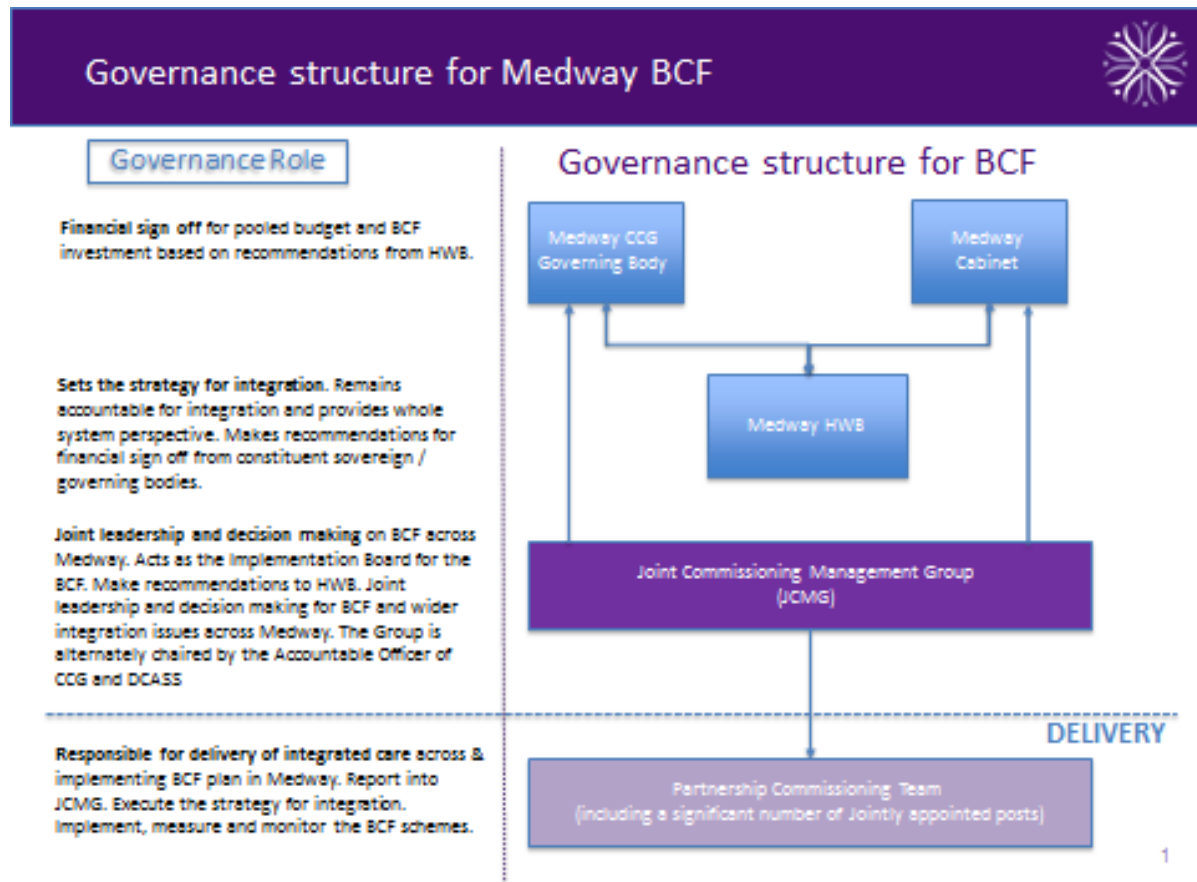 Governance structure for Medway BCF
Governance Role
Governance structure for BCF
Financial sign off for pooled budget and BCF
investment based on recommendations from HWB.
Medway CCG
Governing Body
Medway
Cabinet
Sets the strategy for integration. Remains
accountable for integration and provides whole
system perspective. Makes recommendations for
financial sign off from constituent sovereign /
governing bodies.
Medway HWB
Joint leadership and decision making on BCF across
Medway. Acts as the Implementation Board for the
BCF. Make recommendations to HWB. Joint
leadership and decision making for BCF and wider
integration issues across Medway. The Group is
alternately chaired by the Accountable Officer of
CCG and DCASS
Joint Commissioning Management Group
(JCMG)
DELIVERY
Responsible for delivery of integrated care across &
implementing BCF plan in Medway. Report into
JCMG. Execute the strategy for integration.
Implement, measure and monitor the BCF schemes.
Partnership Commissioning Team
(including a significant number of Jointly appointed posts)
1